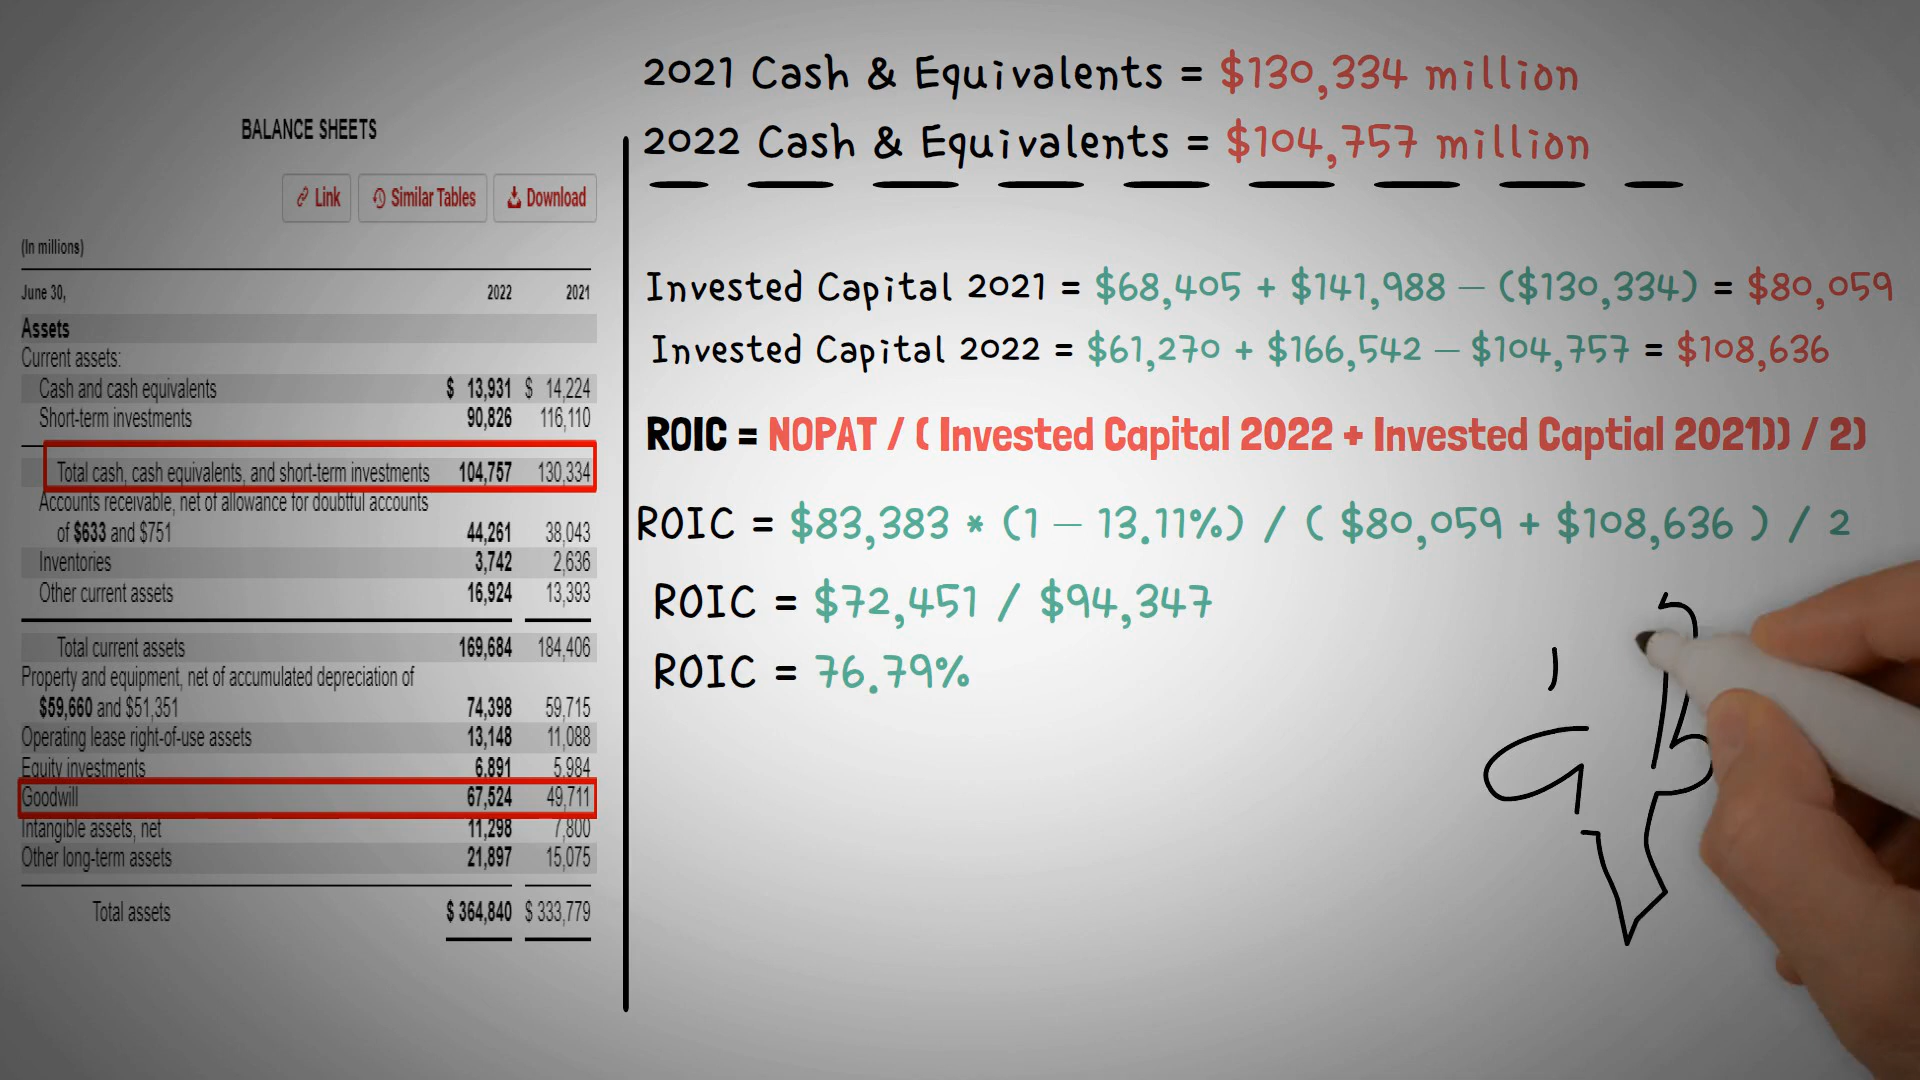 BALANCE SHEETS
Link Similar Tables Download
(In millions)
June 30, 2022 2021
Assets
Current assets:
Cash and cash equivalents $ 13,931 $ 14,224
Short-term investments 90,826 116,110
Total cash, cash equivalents, and short-term investments 104,757 130,334
Accounts receivable, net of allowance for doubtful accounts
of $633 and $751 44,261 38,043
Inventories 3,742 2,636
Other current assets 16,924 13,393
Total current assets 169,684 184,406
Property and equipment, net of accumulated depreciation of
$59,660 and $51,351 74,398 59,715
Operating lease right-of-use assets 13,148 11,088
Equity investments 6,891 5,984
Goodwill 67,524 49,711
Intangible assets, net 11,298 7,800
Other long-term assets 21,897 15,075
Total assets $ 364,840 $ 333,779
2021 Cash & Equivalents = $130,334 million
2022 Cash & Equivalents = $104,757 million
Invested Capital 2021 = $68,405 + $141,988 – ($130,334) = $80,059
Invested Capital 2022 = $61,270 + $166,542 – $104,757 = $108,636
ROIC = NOPAT / ( Invested Capital 2022 + Invested Captial 2021)) / 2)
ROIC = $83,383 * (1 – 13.11%) / ( $80,059 + $108,636 ) / 2
ROIC = $72,451 / $94,347
ROIC = 76.79%